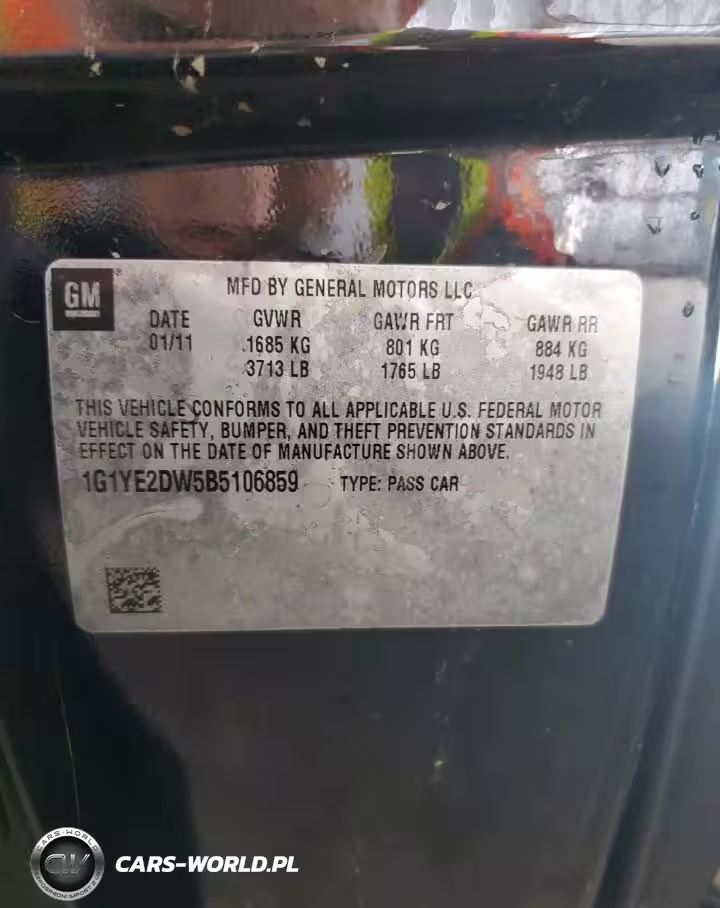 GM
MFD BY GENERAL MOTORS LLC
DATE GVWR GAWR FRT GAWR RR
01/11 1685 KG 801 KG 884 KG
3713 LB 1765 LB 1948 LB
THIS VEHICLE CONFORMS TO ALL APPLICABLE U.S. FEDERAL MOTOR
VEHICLE SAFETY, BUMPER, AND THEFT PREVENTION STANDARDS IN
EFFECT ON THE DATE OF MANUFACTURE SHOWN ABOVE.
1G1YE2DW5B5106859 TYPE: PASS CAR
CARS-WORLD
CW
CARS-WORLD.PL